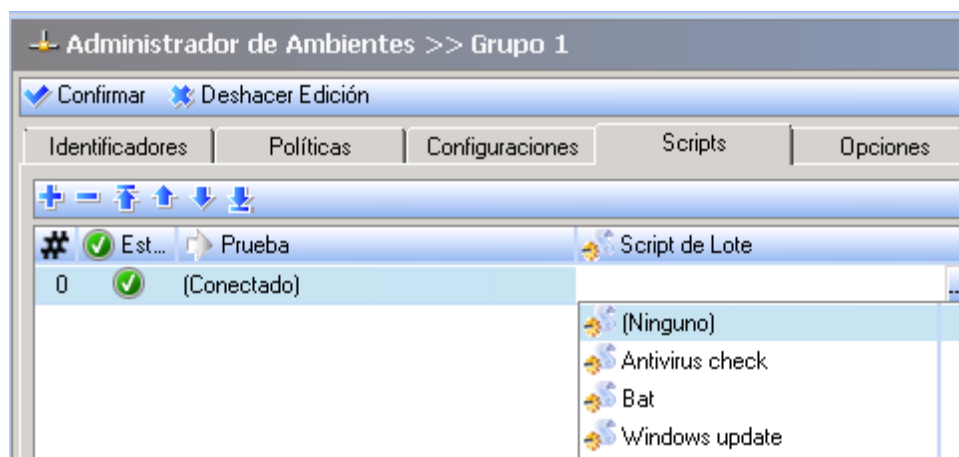 Administrador de Ambientes >> Grupo 1
Confirmar Deshacer Edición
Identificadores Políticas Configuraciones Scripts Opciones
# Est... Prueba Script de Lote
0 (Conectado) ...
(Ninguno)
Antivirus check
Bat
Windows update